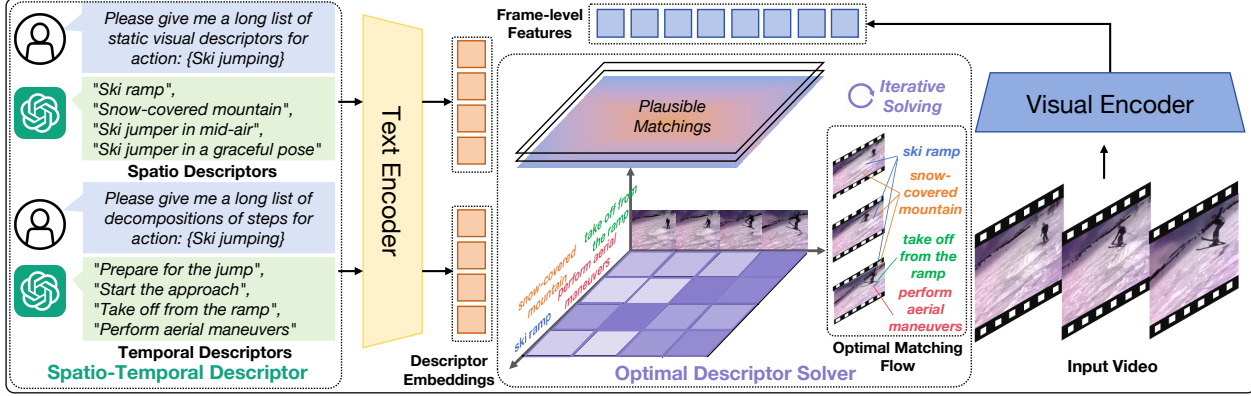 Please give me a long list of
static visual descriptors for
action: {Ski jumping}
"Ski ramp",
"Snow-covered mountain",
"Ski jumper in mid-air",
"Ski jumper in a graceful pose"
Spatio Descriptors
Please give me a long list of
decompositions of steps for
action: {Ski jumping}
"Prepare for the jump",
"Start the approach",
"Take off from the ramp",
"Perform aerial maneuvers"
Temporal Descriptors
Spatio-Temporal Descriptor
Text Encoder
Descriptor
Embeddings
Frame-level
Features
Plausible
Matchings
Iterative
Solving
take off from
the ramp
perform aerial
maneuvers
snow-covered
mountain
ski ramp
Optimal Descriptor Solver
ski ramp
snow-
covered
mountain
take off
from the
ramp
perform
aerial
maneuvers
Optimal Matching
Flow
Visual Encoder
Input Video